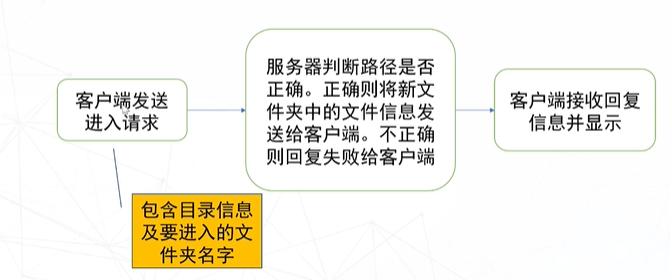 客户端发送
进入请求
服务器判断路径是否
正确。正确则将新文
件夹中的文件信息发
送给客户端。不正确
则回复失败给客户端
客户端接收回复
信息并显示
包含目录信息
及要进入的文
件夹名字